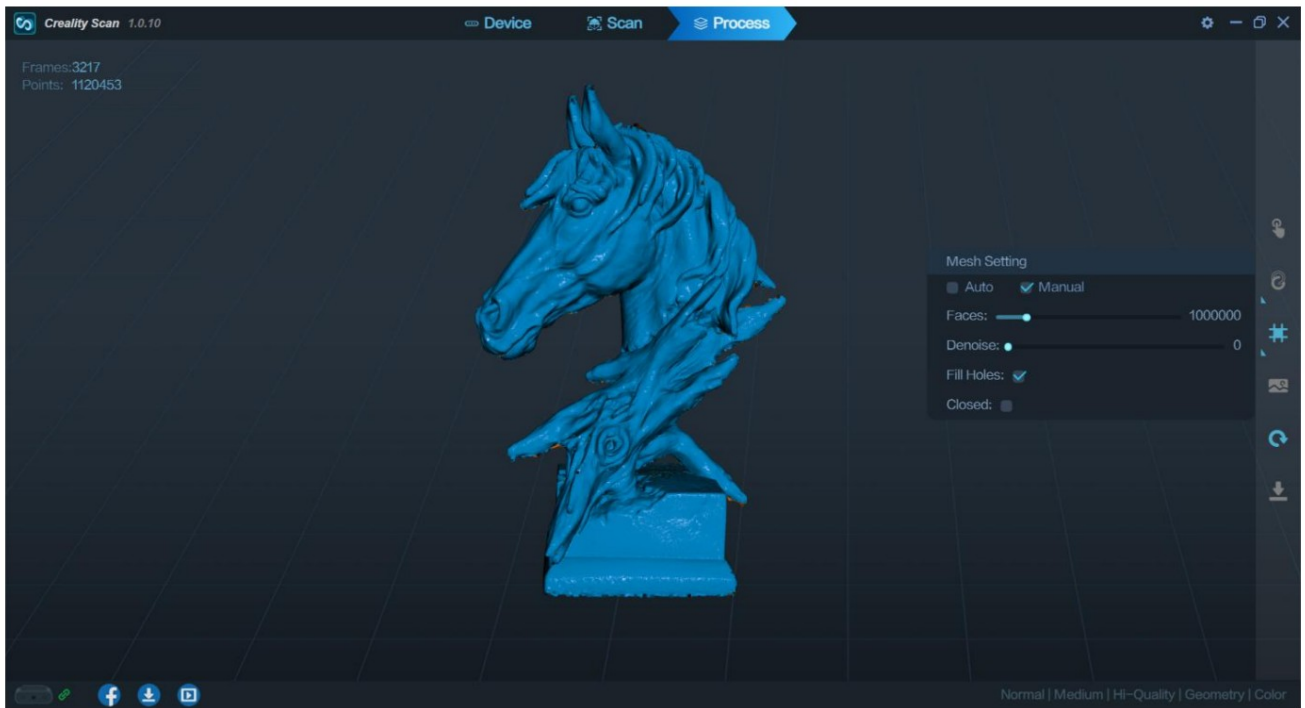 Creality Scan 1.0.10
Device
Scan
Process
Frames:3217
Points: 1120453
Mesh Setting
Auto
Manual
Faces: 1000000
Denoise: 0
Fill Holes:
Closed:
Normal | Medium | Hi-Quality | Geometry | Color